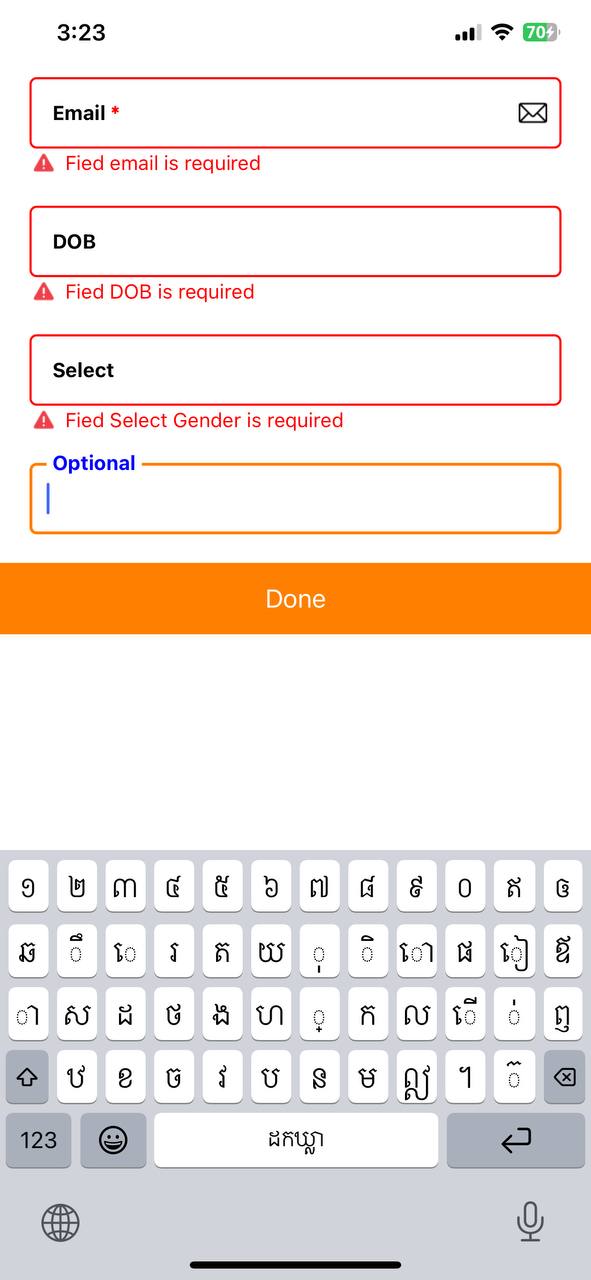 3:23
70
Email *
Fied email is required
DOB
Fied DOB is required
Select
Fied Select Gender is required
Optional
Done
១ ២ ៣ ៤ ៥ ៦ ៧ ៨ ៩ ០ ឥ ឲ
ឆ ឹ េ រ ត យ ុ ិ ោ ផ ៀ ឪ
ា ស ដ ថ ង ហ ្ ក ល ើ ់ ឮ
ឋ ខ ច វ ប ន ម ឰ ។ ៊
123 ដកឃ្លា